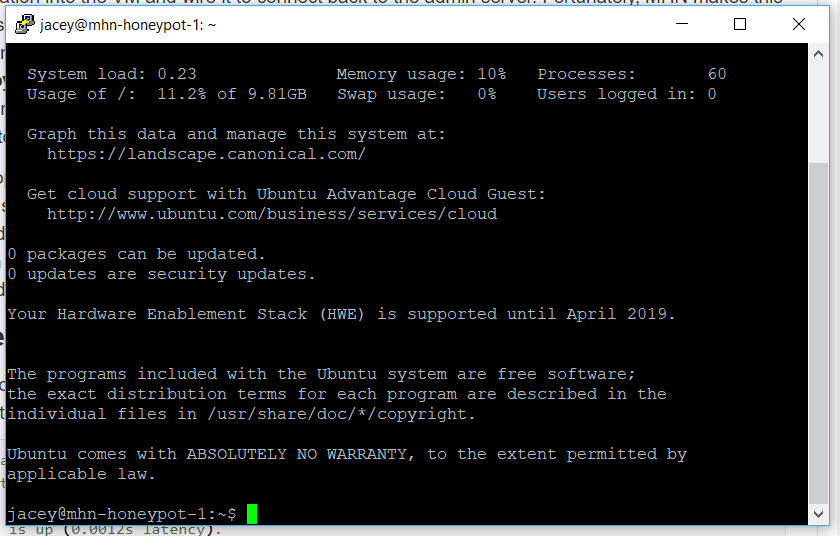 ation into the VM and wire it to connect back to the admin server. Fortunately, MHN makes this
jacey@mhn-honeypot-1: ~
System load: 0.23 Memory usage: 10% Processes: 60
Usage of /: 11.2% of 9.81GB Swap usage: 0% Users logged in: 0
Graph this data and manage this system at:
https://landscape.canonical.com/
Get cloud support with Ubuntu Advantage Cloud Guest:
http://www.ubuntu.com/business/services/cloud
0 packages can be updated.
0 updates are security updates.
Your Hardware Enablement Stack (HWE) is supported until April 2019.
The programs included with the Ubuntu system are free software;
the exact distribution terms for each program are described in the
individual files in /usr/share/doc/*/copyright.
Ubuntu comes with ABSOLUTELY NO WARRANTY, to the extent permitted by
applicable law.
jacey@mhn-honeypot-1:~$
is up (0.0012s latency).